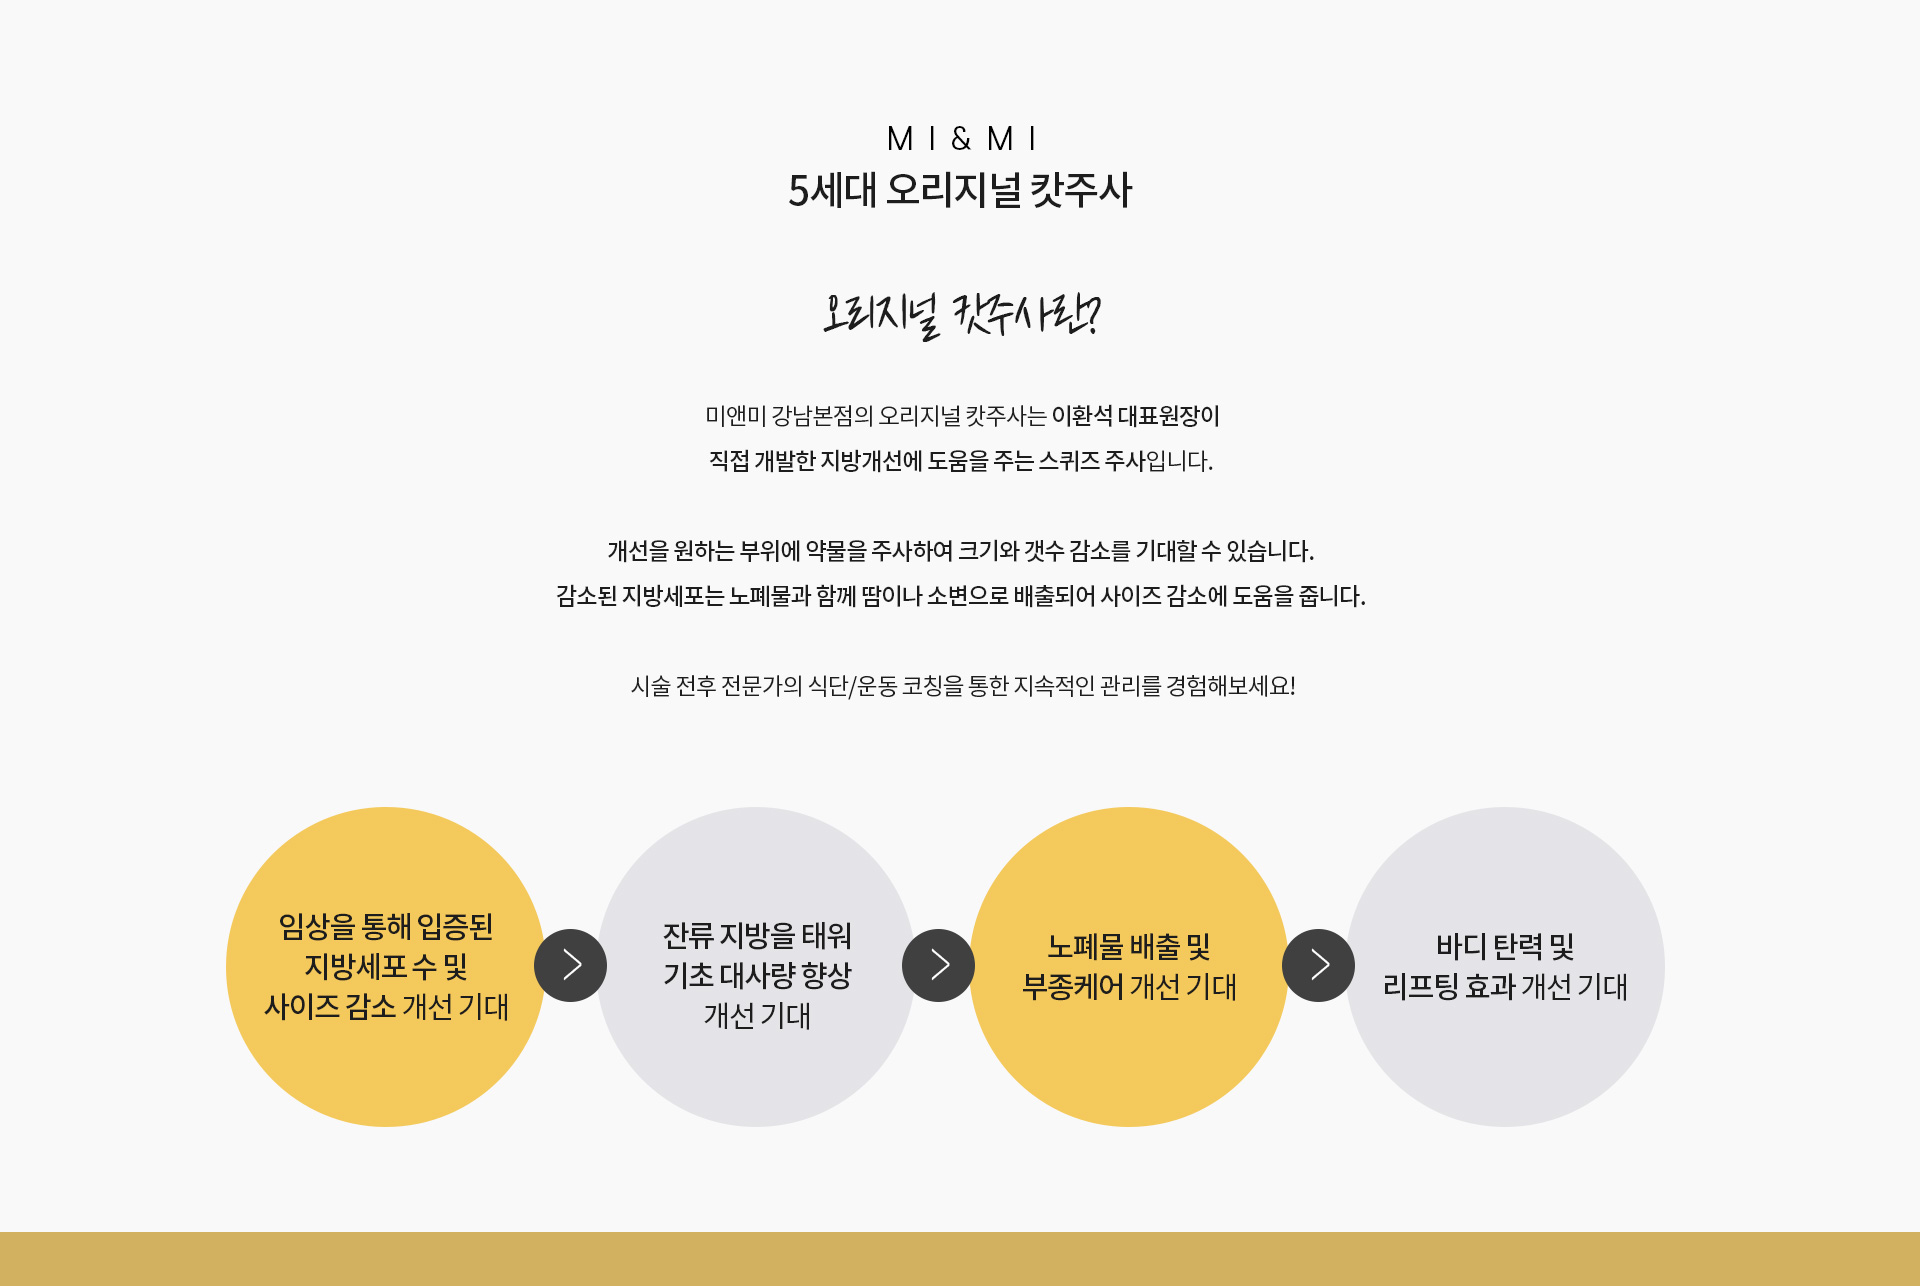 MI&MI
5세대 오리지널 캇주사
오리지널 캇주사란?
미앤미 강남본점의 오리지널 캇주사는 이환석 대표원장이
직접 개발한 지방개선에 도움을 주는 스퀴즈 주사입니다.
개선을 원하는 부위에 약물을 주사하여 크기와 갯수 감소를 기대할 수 있습니다.
감소된 지방세포는 노폐물과 함께 땀이나 소변으로 배출되어 사이즈 감소에 도움을 줍니다.
시술 전후 전문가의 식단/운동 코칭을 통한 지속적인 관리를 경험해보세요!
임상을 통해 입증된
지방세포 수 및
사이즈 감소 개선 기대
잔류 지방을 태워
기초 대사량 향상
개선 기대
노폐물 배출 및
부종케어 개선 기대
바디 탄력 및
리프팅 효과 개선 기대